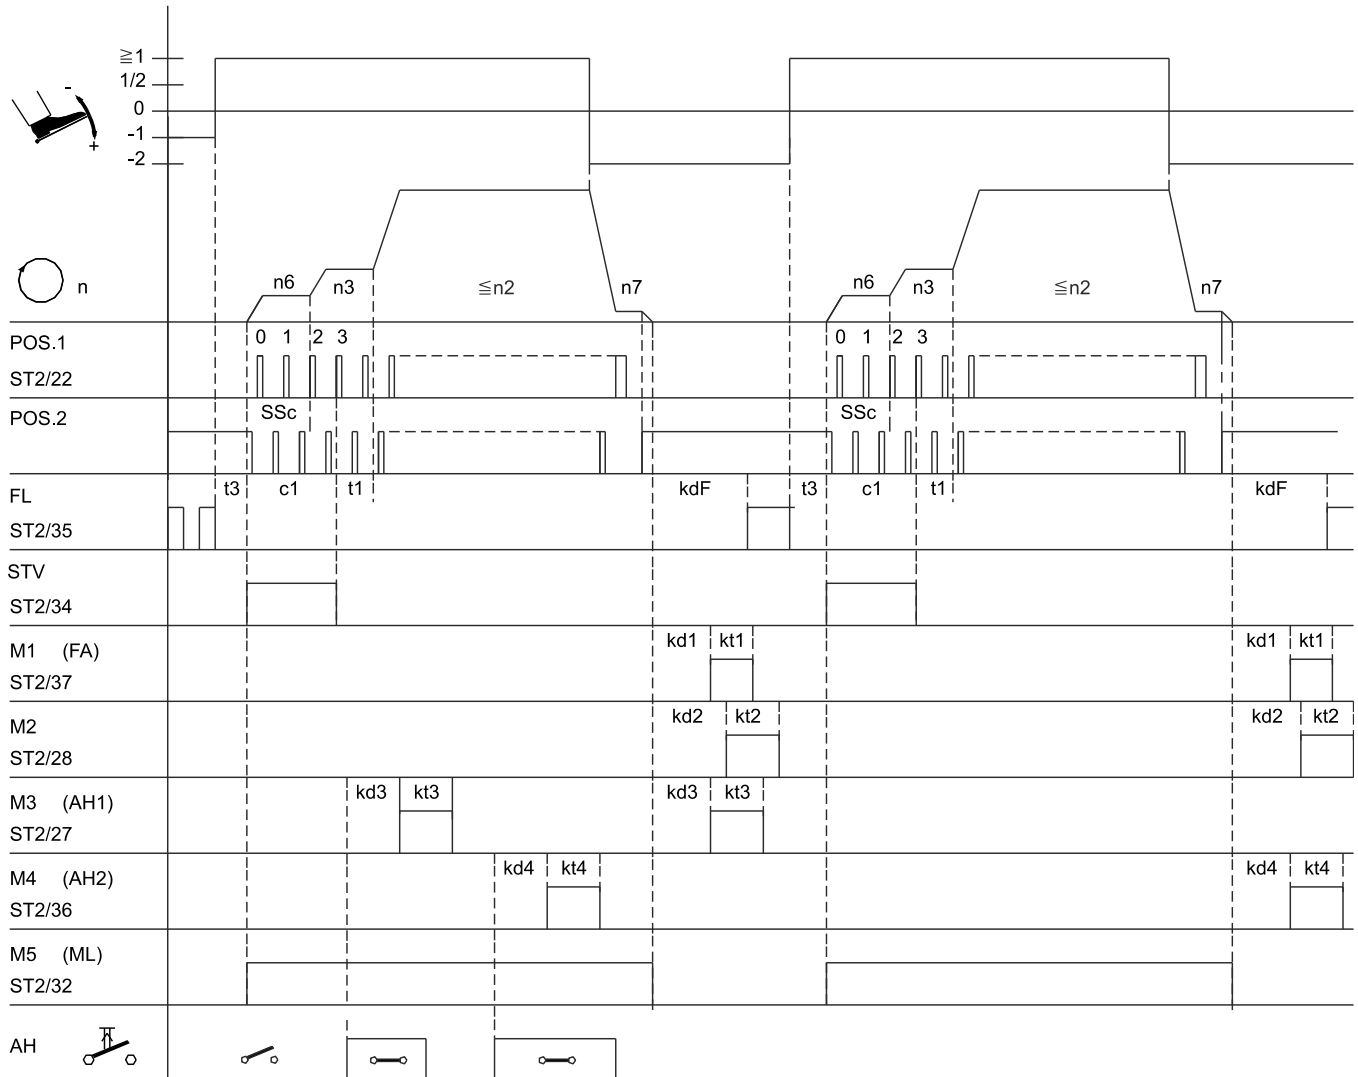 ≧1
1/2
0
-1
-2
-
+
n
n6 n3 ≦n2 n7 n6 n3 ≦n2 n7
POS.1 0 1 2 3 0 1 2 3
ST2/22
POS.2 SSc SSc
FL t3 c1 t1 kdF t3 c1 t1 kdF
ST2/35
STV
ST2/34
M1 (FA) kd1 kt1 kd1 kt1
ST2/37
M2 kd2 kt2 kd2 kt2
ST2/28
M3 (AH1) kd3 kt3 kd3 kt3
ST2/27
M4 (AH2) kd4 kt4 kd4 kt4
ST2/36
M5 (ML)
ST2/32
AH